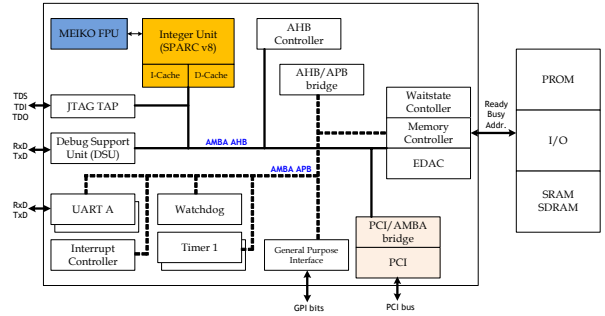 MEIKO FPU
Integer Unit
(SPARC v8)
I-Cache
D-Cache
AHB
Controller
AHB/APB
bridge
TDS
TDI
TDO
JTAG TAP
RxD
TxD
Debug Support
Unit (DSU)
AMBA AHB
AMBA APB
Waitstate
Contoller
Memory
Controller
EDAC
Ready
Busy
Addr.
PROM
I/O
SRAM
SDRAM
RxD
TxD
UART A
Watchdog
Interrupt
Controller
Timer 1
General Purpose
Interface
PCI/AMBA
bridge
PCI
GPI bits
PCI bus